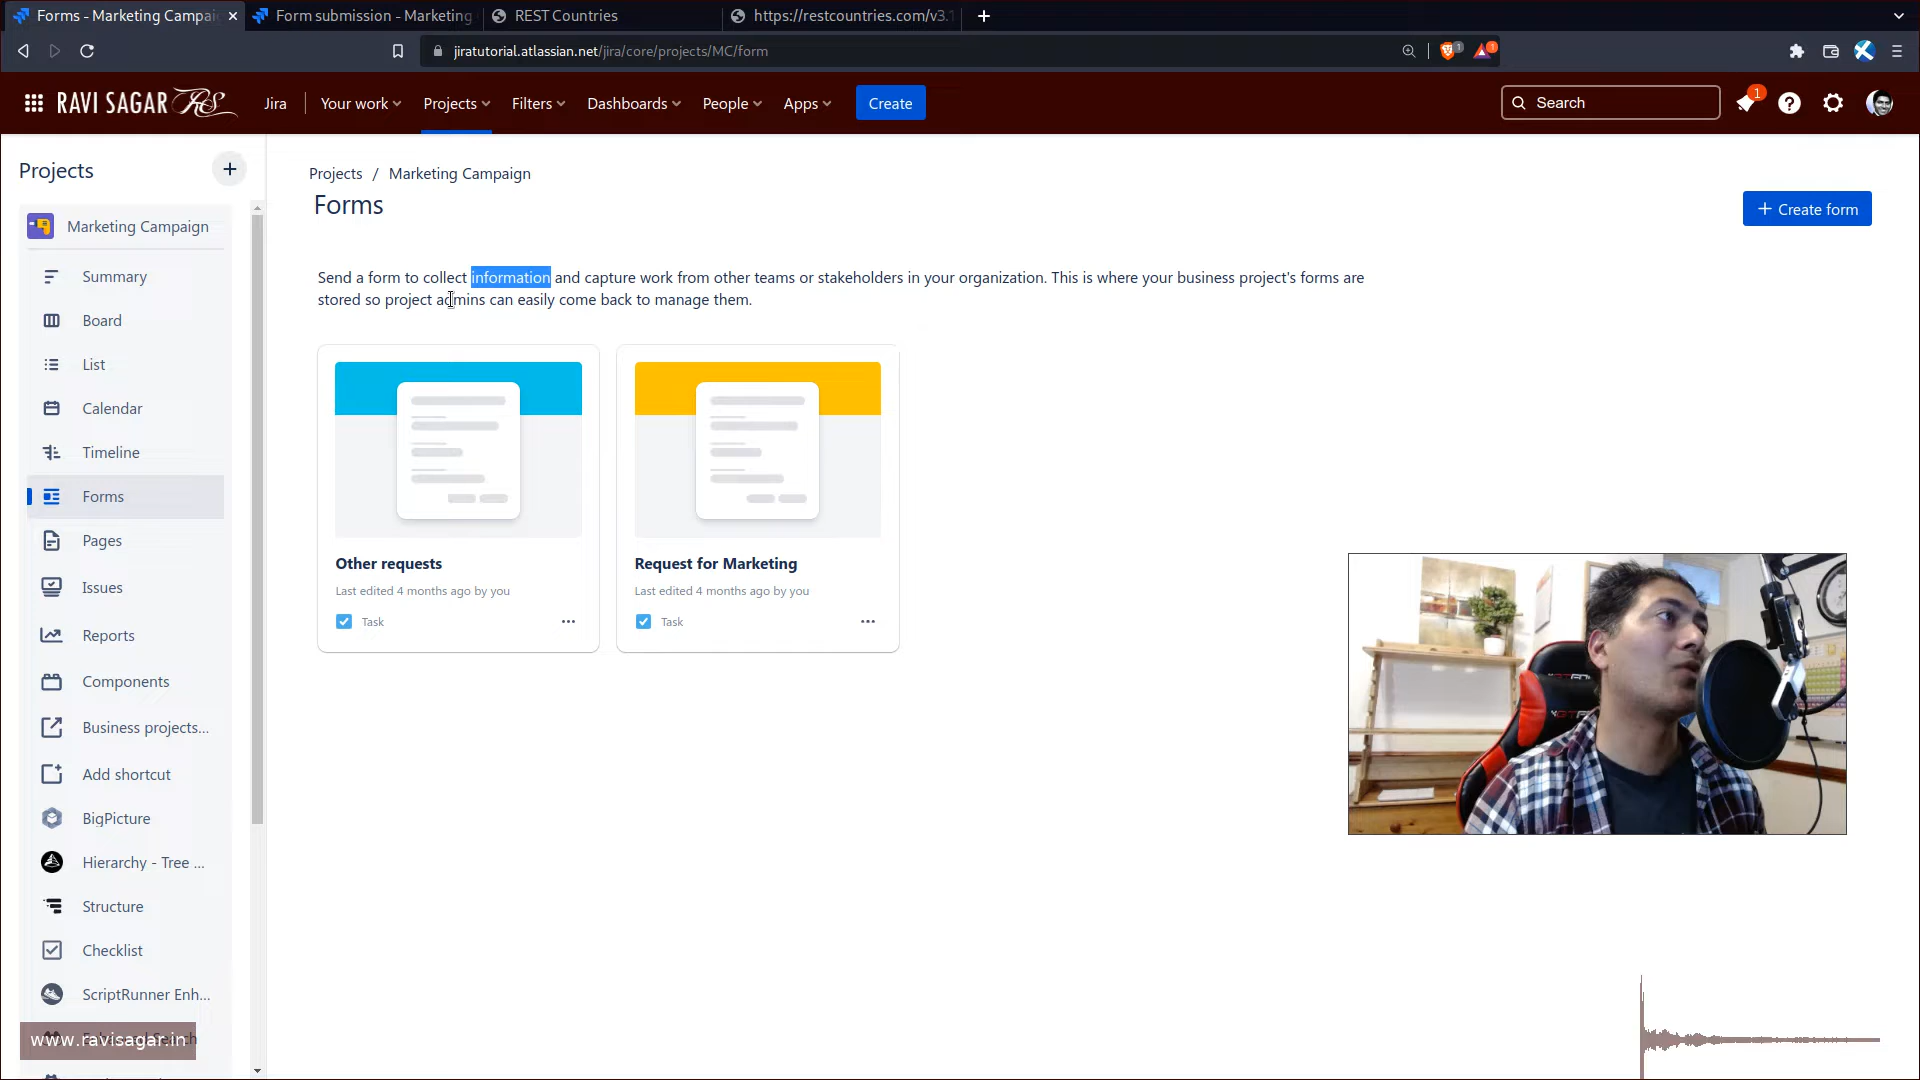 Forms - Marketing Campai
Form submission - Marketing
REST Countries
https://restcountries.com/v3.1
jiratutorial.atlassian.net/jira/core/projects/MC/form
1
1
RAVI SAGAR RS
Jira
Your work
Projects
Filters
Dashboards
People
Apps
Create
Search
1
Projects
Marketing Campaign
Summary
Board
List
Calendar
Timeline
Forms
Pages
Issues
Reports
Components
Business projects...
Add shortcut
BigPicture
Hierarchy - Tree ...
Structure
Checklist
ScriptRunner Enh...
www.ravisagar.in
Projects / Marketing Campaign
Forms
+ Create form
Send a form to collect information and capture work from other teams or stakeholders in your organization. This is where your business project's forms are
stored so project admins can easily come back to manage them.
Other requests
Last edited 4 months ago by you
Task
Request for Marketing
Last edited 4 months ago by you
Task